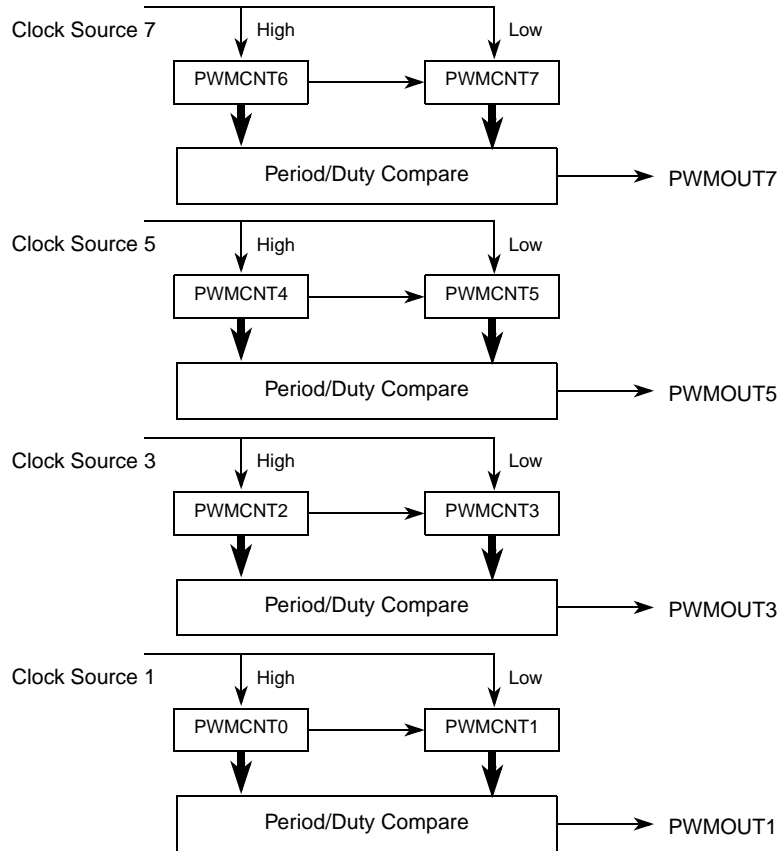 Clock Source 7
High
Low
PWMCNT6
PWMCNT7
Period/Duty Compare
PWMOUT7
Clock Source 5
High
Low
PWMCNT4
PWMCNT5
Period/Duty Compare
PWMOUT5
Clock Source 3
High
Low
PWMCNT2
PWMCNT3
Period/Duty Compare
PWMOUT3
Clock Source 1
High
Low
PWMCNT0
PWMCNT1
Period/Duty Compare
PWMOUT1